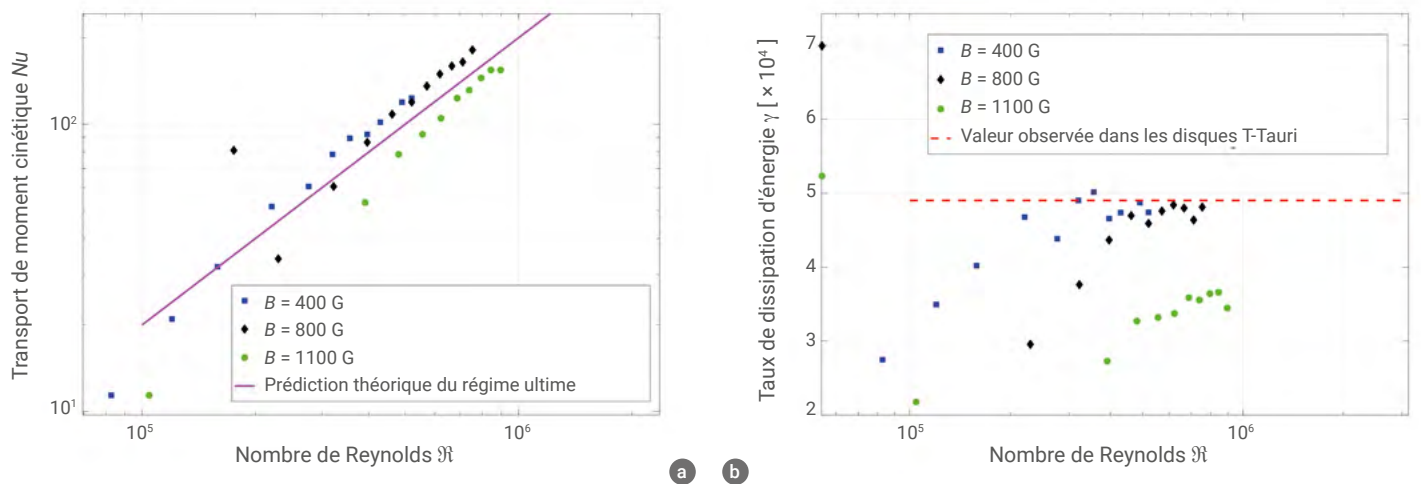 Transport de moment cinétique Nu
10²
10¹
B = 400 G
B = 800 G
B = 1100 G
Prédiction théorique du régime ultime
10⁵
10⁶
Nombre de Reynolds ℜ
a
Taux de dissipation d'énergie γ [ × 10⁴]
7
6
5
4
3
2
B = 400 G
B = 800 G
B = 1100 G
Valeur observée dans les disques T-Tauri
10⁵
10⁶
Nombre de Reynolds ℜ
b